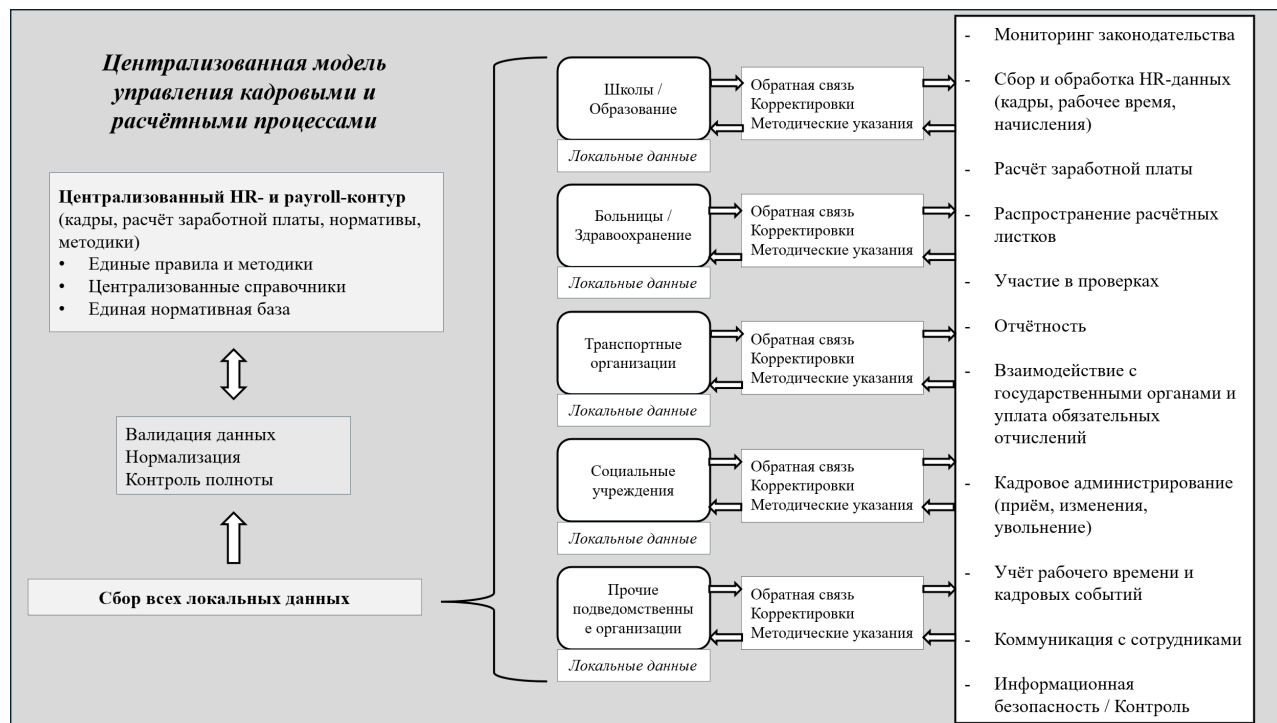 Централизованная модель
управления кадровыми и
расчётными процессами
Централизованный HR- и payroll-контур
(кадры, расчёт заработной платы, нормативы,
методики)
• Единые правила и методики
• Централизованные справочники
• Единая нормативная база
Валидация данных
Нормализация
Контроль полноты
Сбор всех локальных данных
Школы /
Образование
Локальные данные
Обратная связь
Корректировки
Методические указания
Больницы /
Здравоохранение
Локальные данные
Обратная связь
Корректировки
Методические указания
Транспортные
организации
Локальные данные
Обратная связь
Корректировки
Методические указания
Социальные
учреждения
Локальные данные
Обратная связь
Корректировки
Методические указания
Прочие
подведомственны
е организации
Локальные данные
Обратная связь
Корректировки
Методические указания
- Мониторинг законодательства
- Сбор и обработка HR-данных
(кадры, рабочее время,
начисления)
- Расчёт заработной платы
- Распространение расчётных
листков
- Участие в проверках
- Отчётность
- Взаимодействие с
государственными органами и
уплата обязательных
отчислений
- Кадровое администрирование
(приём, изменения,
увольнение)
- Учёт рабочего времени и
кадровых событий
- Коммуникация с сотрудниками
- Информационная
безопасность / Контроль